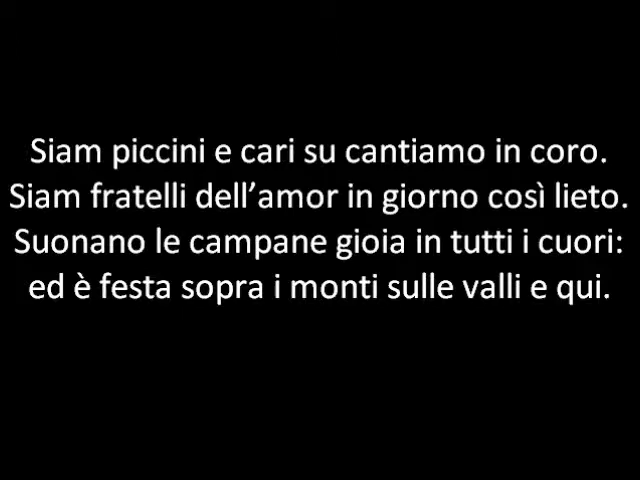 Siam piccini e cari su cantiamo in coro.
Siam fratelli dell’amor in giorno così lieto.
Suonano le campane gioia in tutti i cuori:
ed è festa sopra i monti sulle valli e qui.